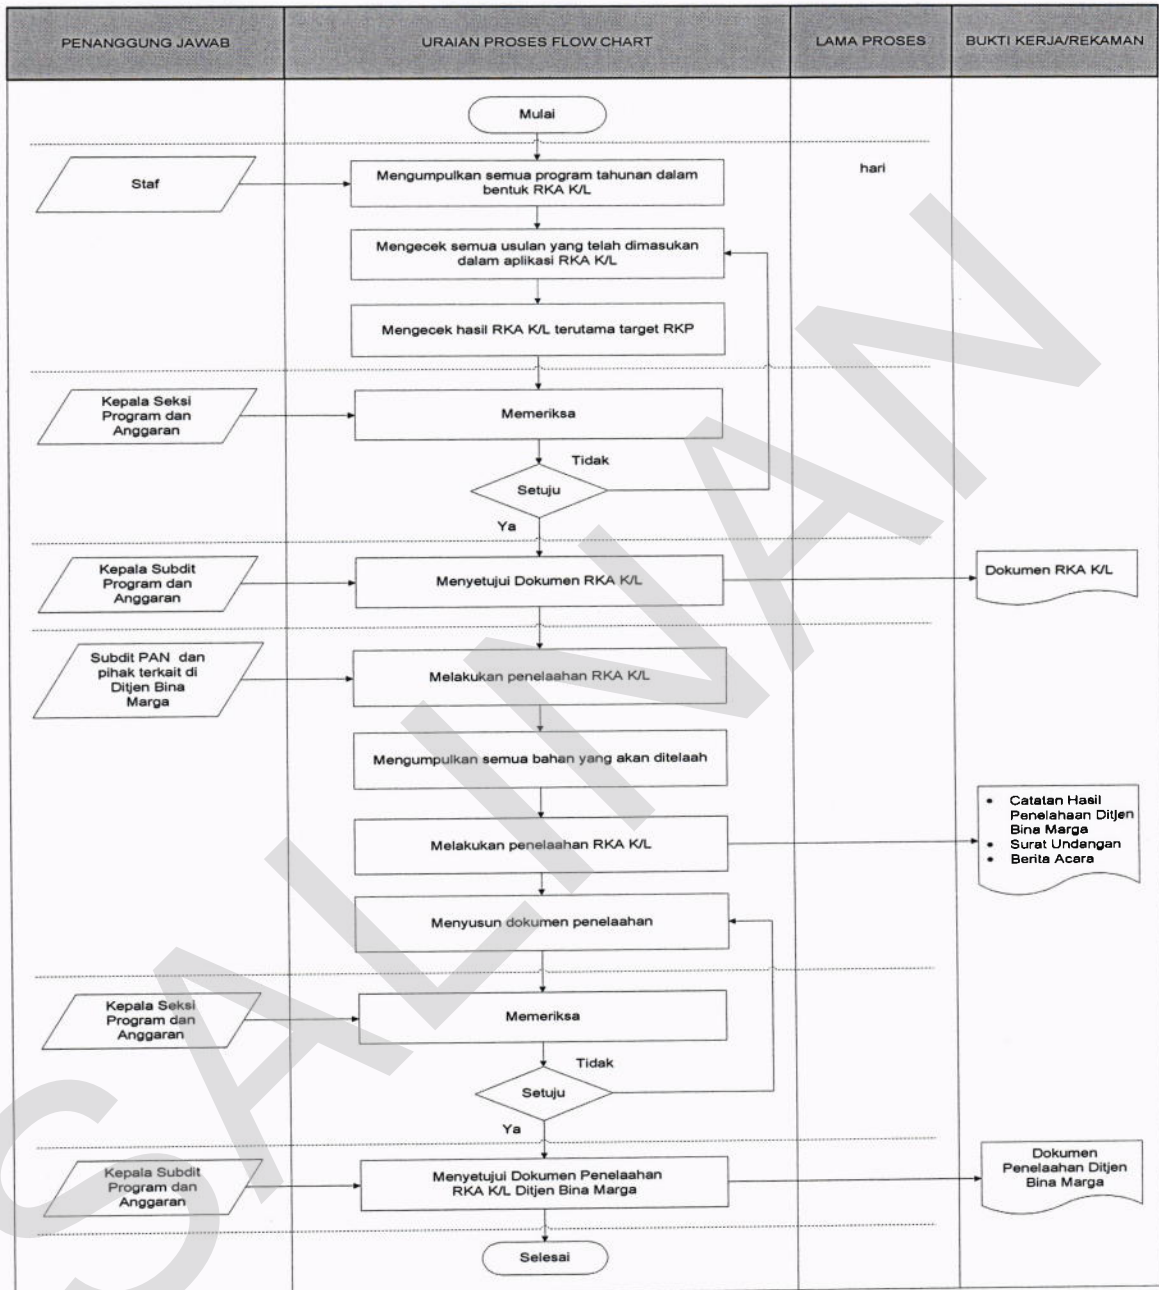 PENANGGUNG JAWAB
URAIAN PROSES FLOW CHART
LAMA PROSES
BUKTI KERJA/REKAMAN
Mulai
Staf
Mengumpulkan semua program tahunan dalam
bentuk RKA K/L
hari
Mengecek semua usulan yang telah dimasukan
dalam aplikasi RKA K/L
Mengecek hasil RKA K/L terutama target RKP
Kepala Seksi
Program dan
Anggaran
Memeriksa
Tidak
Setuju
Ya
Kepala Subdit
Program dan
Anggaran
Menyetujui Dokumen RKA K/L
Dokumen RKA K/L
Subdit PAN dan
pihak terkait di
Ditjen Bina
Marga
Melakukan penelaahan RKA K/L
Mengumpulkan semua bahan yang akan ditelaah
Melakukan penelaahan RKA K/L
• Catatan Hasil
Penelahaan Ditjen
Bina Marga
• Surat Undangan
• Berita Acara
Menyusun dokumen penelaahan
Kepala Seksi
Program dan
Anggaran
Memeriksa
Tidak
Setuju
Ya
Kepala Subdit
Program dan
Anggaran
Menyetujui Dokumen Penelaahan
RKA K/L Ditjen Bina Marga
Dokumen
Penelaahan Ditjen
Bina Marga
Selesai
SALINAN